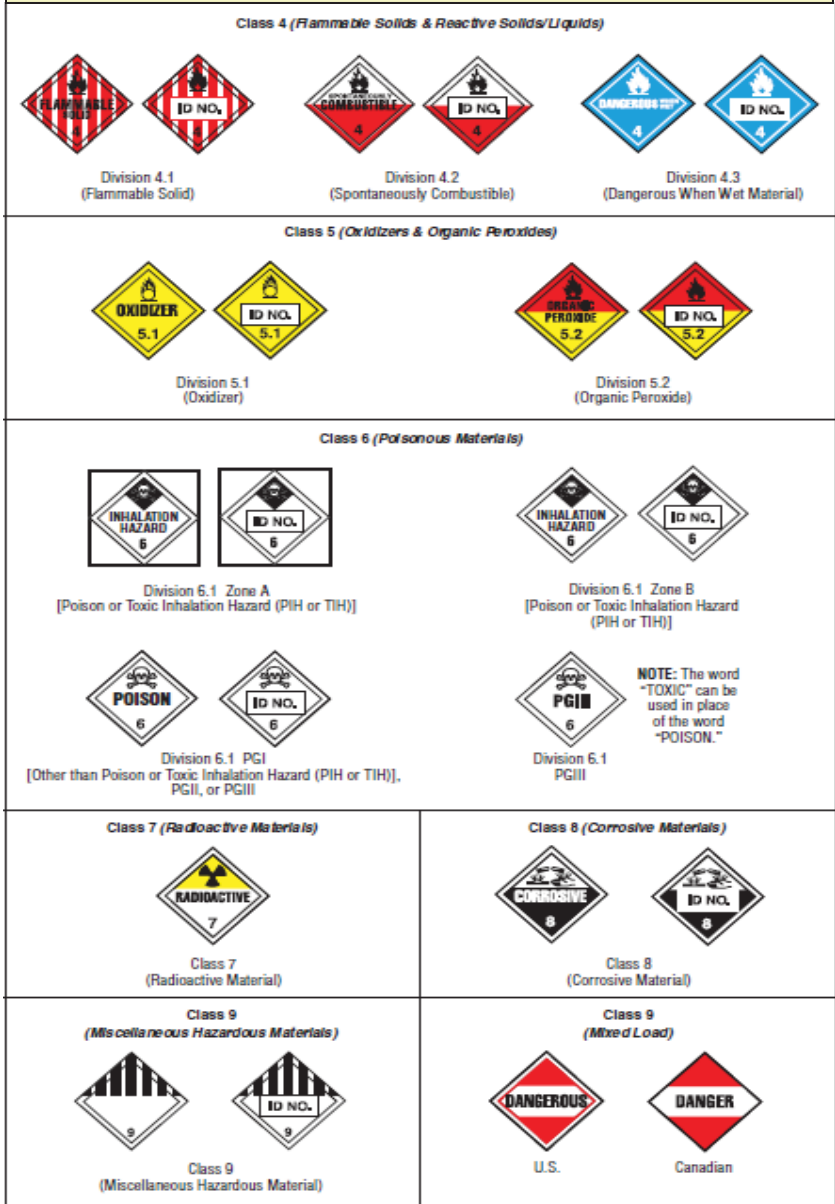 Class 4 (Flammable Solids & Reactive Solids/Liquids)
FLAMMABLE
SOLID
4
ID NO.
4
SPONTANEOUSLY
COMBUSTIBLE
4
ID NO.
4
DANGEROUS WHEN WET
4
ID NO.
4
Division 4.1
(Flammable Solid)
Division 4.2
(Spontaneously Combustible)
Division 4.3
(Dangerous When Wet Material)
Class 5 (Oxidizers & Organic Peroxides)
OXIDIZER
5.1
ID NO.
5.1
ORGANIC
PEROXIDE
5.2
ID NO.
5.2
Division 5.1
(Oxidizer)
Division 5.2
(Organic Peroxide)
Class 6 (Poisonous Materials)
INHALATION
HAZARD
6
ID NO.
6
INHALATION
HAZARD
6
ID NO.
6
Division 6.1 Zone A
[Poison or Toxic Inhalation Hazard (PIH or TIH)]
Division 6.1 Zone B
[Poison or Toxic Inhalation Hazard
(PIH or TIH)]
POISON
6
ID NO.
6
PGIII
6
NOTE: The word
"TOXIC" can be
used in place
of the word
"POISON."
Division 6.1 PGI
[Other than Poison or Toxic Inhalation Hazard (PIH or TIH)],
PGII, or PGIII
Division 6.1
PGIII
Class 7 (Radioactive Materials)
RADIOACTIVE
7
Class 7
(Radioactive Material)
Class 8 (Corrosive Materials)
CORROSIVE
8
ID NO.
8
Class 8
(Corrosive Material)
Class 9
(Miscellaneous Hazardous Materials)
9
ID NO.
9
Class 9
(Miscellaneous Hazardous Material)
Class 9
(Mixed Load)
DANGEROUS
DANGER
U.S.
Canadian